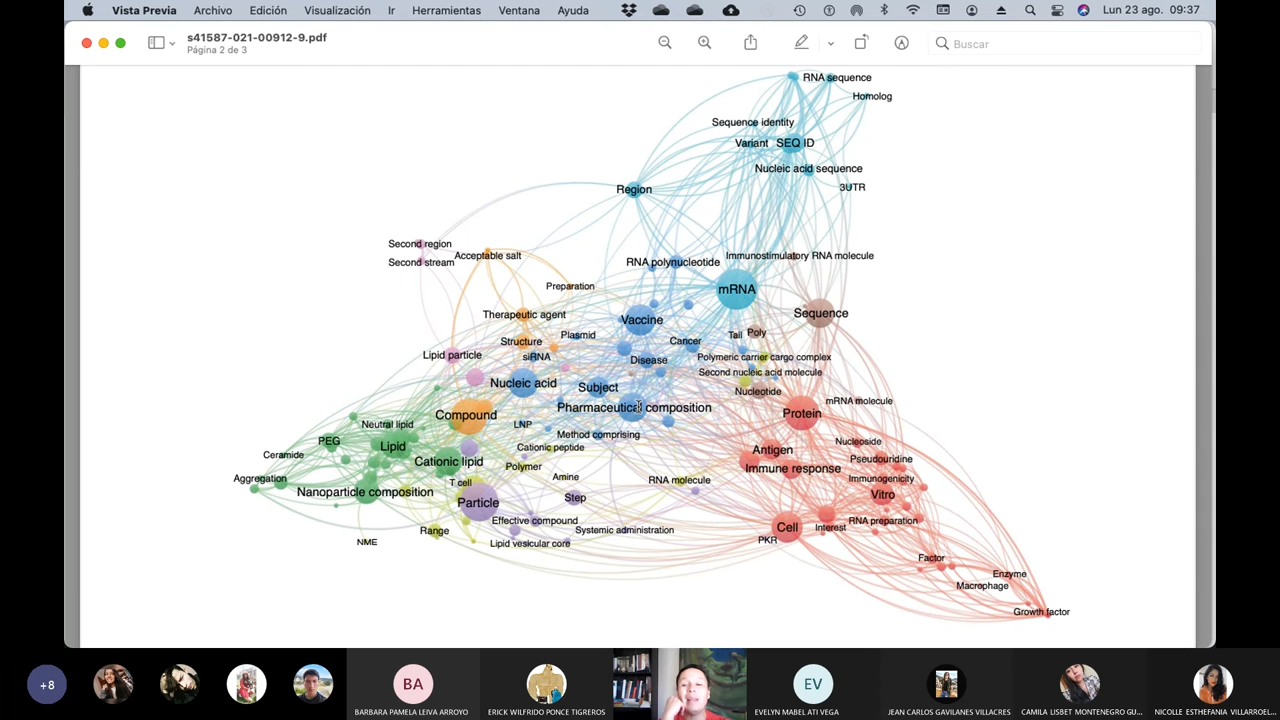 Vista Previa Archivo Edición Visualización Ir Herramientas Ventana Ayuda Lun 23 ago. 09:37
s41587-021-00912-9.pdf
Página 2 de 3
Buscar
RNA sequence
Homolog
Sequence identity
Variant SEQ ID
Nucleic acid sequence
3UTR
Region
Second region
Acceptable salt
Second stream
RNA polynucleotide
Immunostimulatory RNA molecule
Preparation
mRNA
Therapeutic agent
Vaccine
Sequence
Plasmid
Tail Poly
Structure
Cancer
Lipid particle
siRNA
Disease
Polymeric carrier cargo complex
Second nucleic acid molecule
Nucleic acid
Subject
Nucleotide
mRNA molecule
Compound
Pharmaceutical composition
Protein
Neutral lipid
LNP
PEG
Method comprising
Nucleoside
Lipid
Cationic peptide
Antigen
Ceramide
Cationic lipid
Polymer
Immune response
Pseudouridine
Aggregation
T cell
Amine
RNA molecule
Immunogenicity
Nanoparticle composition
Particle
Step
Vitro
Range
Effective compound
Systemic administration
Cell
Interest
RNA preparation
NME
Lipid vesicular core
PKR
Factor
Enzyme
Macrophage
Growth factor
+8
BA
EV
BARBARA PAMELA LEIVA ARROYO
ERICK WILFRIDO PONCE TIGREROS
EVELYN MABEL ATI VEGA
JEAN CARLOS GAVILANES VILLACRES
CAMILA LISBET MONTENEGRO GU...
NICOLLE ESTHEFANIA VILLARROEL...